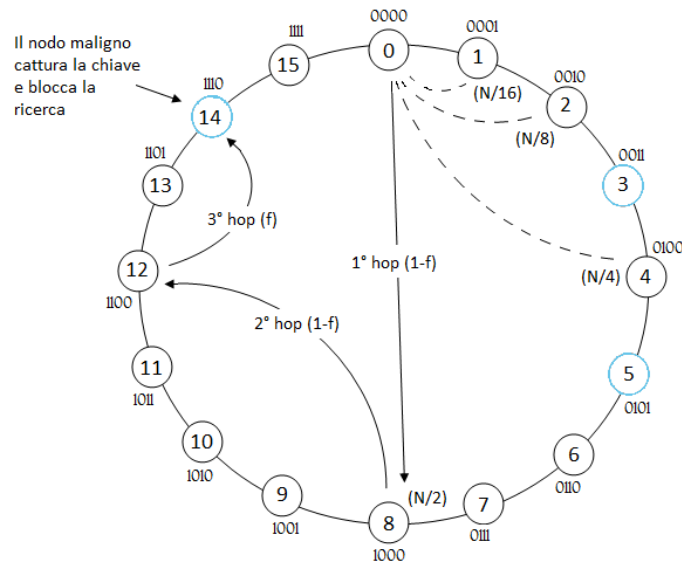 Il nodo maligno
cattura la chiave
e blocca la
ricerca
0000
0
0001
1
(N/16)
0010
2
(N/8)
0011
3
0100
4
(N/4)
5
0101
6
0110
7
0111
(N/2)
8
1000
9
1001
10
1010
11
1011
12
1100
13
1101
14
1110
15
1111
1° hop (1-f)
2° hop (1-f)
3° hop (f)